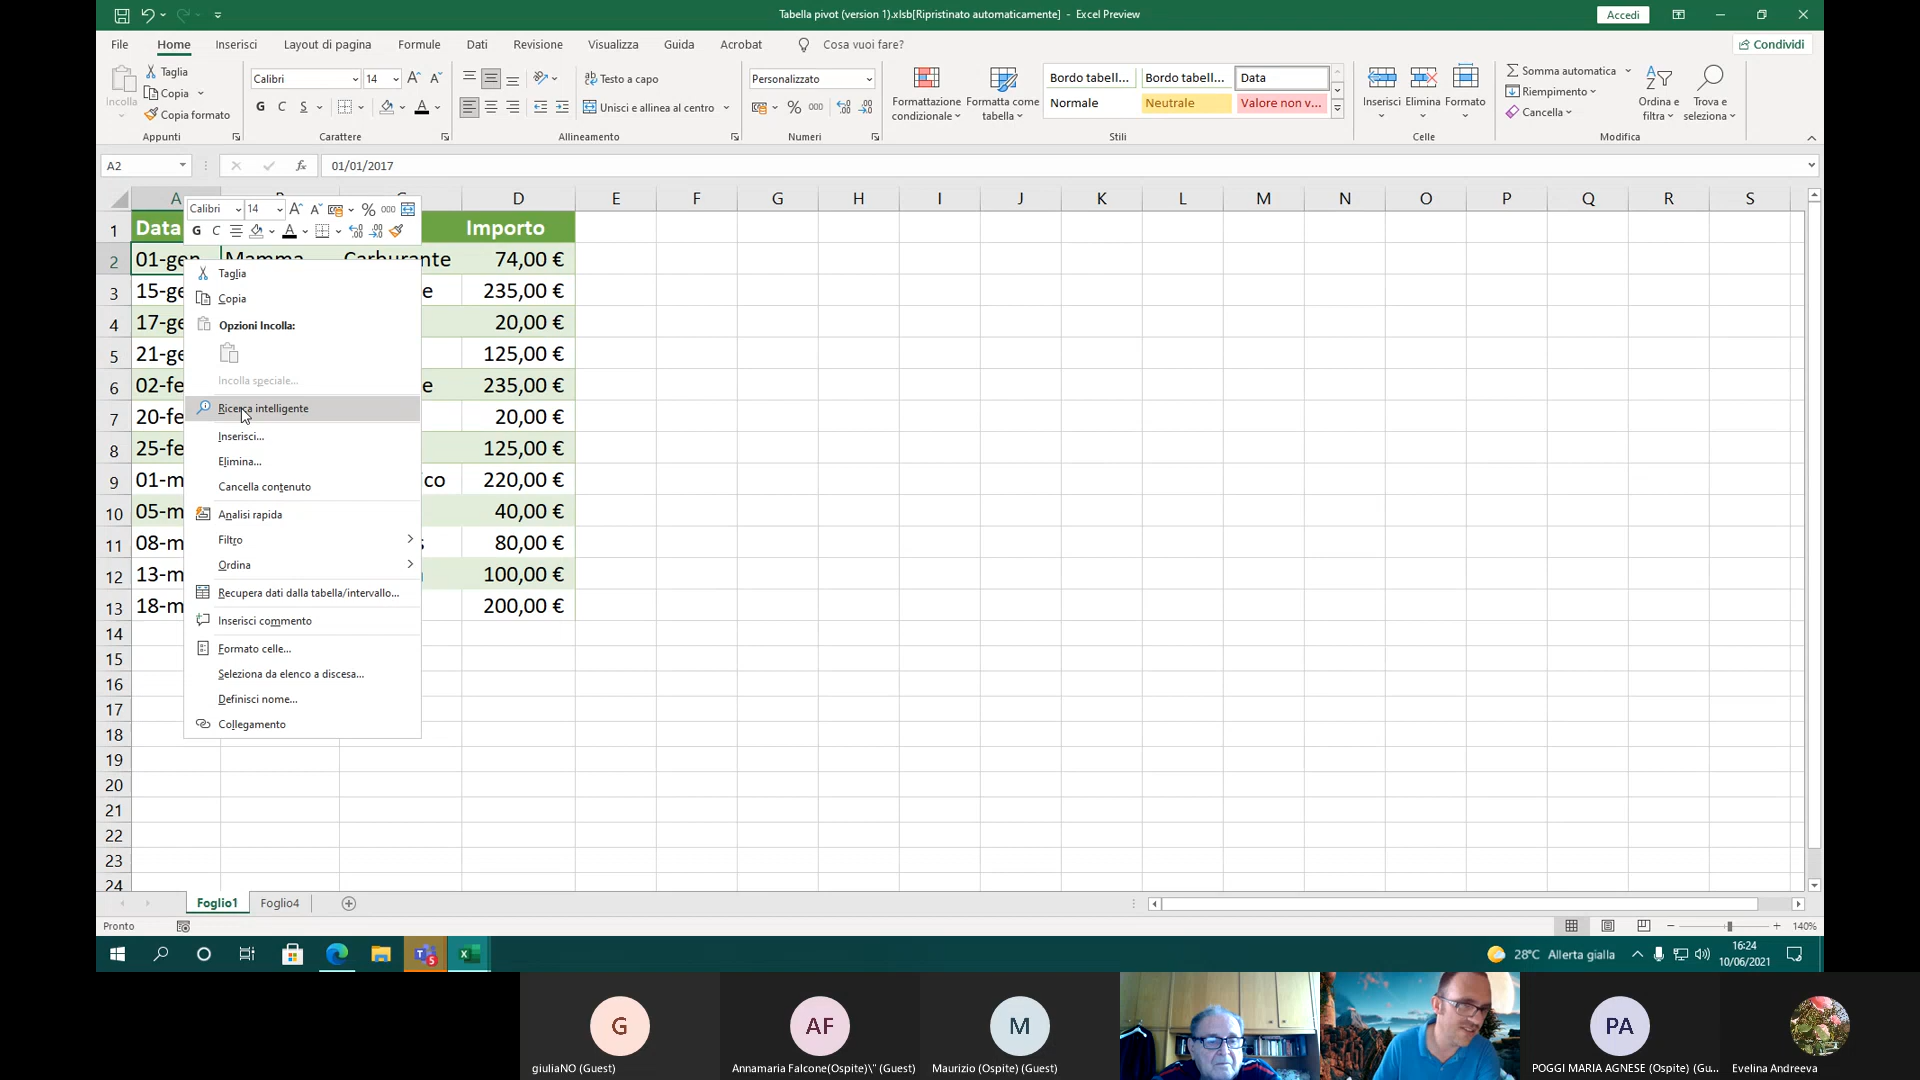 Tabella pivot (version 1).xlsb[Ripristinato automaticamente] - Excel Preview
Accedi
File Home Inserisci Layout di pagina Formule Dati Revisione Visualizza Guida Acrobat Cosa vuoi fare? Condividi
Incolla
Taglia
Copia
Copia formato
Appunti
Calibri 14
G C S
Carattere
Testo a capo
Unisci e allinea al centro
Allineamento
Personalizzato
% 000
Numeri
Formattazione condizionale
Formatta come tabella
Bordo tabell... Bordo tabell... Data
Normale Neutrale Valore non v...
Stili
Inserisci Elimina Formato
Celle
Somma automatica
Riempimento
Cancella
Ordina e filtra
Trova e seleziona
Modifica
A2 fx 01/01/2017
A D E F G H I J K L M N O P Q R S
Calibri 14 % 000
G C
1 Data Importo
2 01-gen Mamma Carburante 74,00 €
3 15-ge e 235,00 €
4 17-ge 20,00 €
5 21-ge 125,00 €
6 02-fe e 235,00 €
7 20-fe 20,00 €
8 25-fe 125,00 €
9 01-m co 220,00 €
10 05-m 40,00 €
11 08-m 80,00 €
12 13-m 100,00 €
13 18-m 200,00 €
14
15
16
17
18
19
20
21
22
23
24
Taglia
Copia
Opzioni Incolla:
Incolla speciale...
Ricerca intelligente
Inserisci...
Elimina...
Cancella contenuto
Analisi rapida
Filtro
Ordina
Recupera dati dalla tabella/intervallo...
Inserisci commento
Formato celle...
Seleziona da elenco a discesa...
Definisci nome...
Collegamento
Foglio1 Foglio4
Pronto 140%
5
28°C Allerta gialla
16:24
10/06/2021
G AF M PA
giuliaNO (Guest) Annamaria Falcone(Ospite)\" (Guest) Maurizio (Ospite) (Guest) POGGI MARIA AGNESE (Ospite) (Gu... Evelina Andreeva